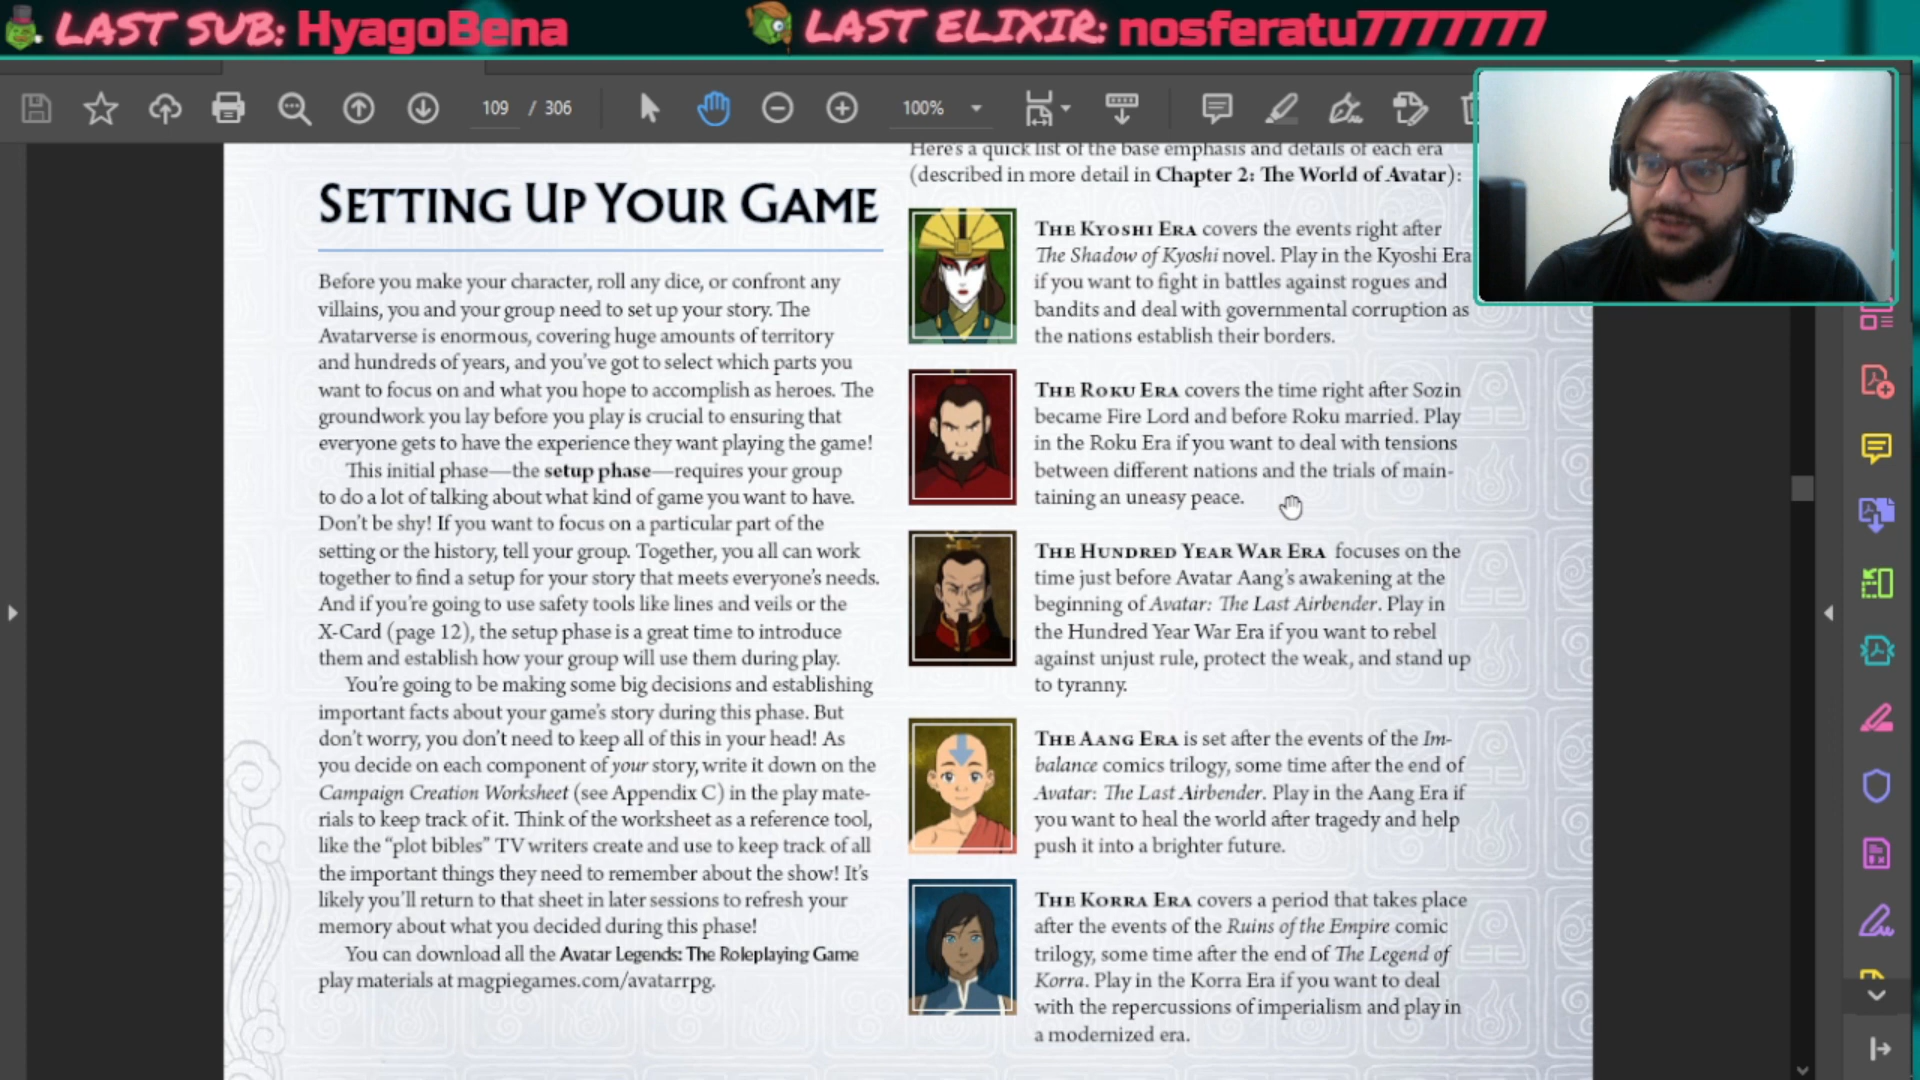 LAST SUB: HyagoBena
LAST ELIXIR: nosferatu7777777
109 / 306
100%
SETTING UP YOUR GAME
Before you make your character, roll any dice, or confront any
villains, you and your group need to set up your story. The
Avatarverse is enormous, covering huge amounts of territory
and hundreds of years, and you've got to select which parts you
want to focus on and what you hope to accomplish as heroes. The
groundwork you lay before you play is crucial to ensuring that
everyone gets to have the experience they want playing the game!
This initial phase—the setup phase—requires your group
to do a lot of talking about what kind of game you want to have.
Don't be shy! If you want to focus on a particular part of the
setting or the history, tell your group. Together, you all can work
together to find a setup for your story that meets everyone's needs.
And if you're going to use safety tools like lines and veils or the
X-Card (page 12), the setup phase is a great time to introduce
them and establish how your group will use them during play.
You're going to be making some big decisions and establishing
important facts about your game's story during this phase. But
don't worry, you don't need to keep all of this in your head! As
you decide on each component of your story, write it down on the
Campaign Creation Worksheet (see Appendix C) in the play mate-
rials to keep track of it. Think of the worksheet as a reference tool,
like the "plot bibles" TV writers create and use to keep track of all
the important things they need to remember about the show! It's
likely you'll return to that sheet in later sessions to refresh your
memory about what you decided during this phase!
You can download all the Avatar Legends: The Roleplaying Game
play materials at magpiegames.com/avatarrpg.
Here's a quick list of the base emphasis and details of each era
(described in more detail in Chapter 2: The World of Avatar):
THE KYOSHI ERA covers the events right after
The Shadow of Kyoshi novel. Play in the Kyoshi Era
if you want to fight in battles against rogues and
bandits and deal with governmental corruption as
the nations establish their borders.
THE ROKU ERA covers the time right after Sozin
became Fire Lord and before Roku married. Play
in the Roku Era if you want to deal with tensions
between different nations and the trials of main-
taining an uneasy peace.
THE HUNDRED YEAR WAR ERA focuses on the
time just before Avatar Aang's awakening at the
beginning of Avatar: The Last Airbender. Play in
the Hundred Year War Era if you want to rebel
against unjust rule, protect the weak, and stand up
to tyranny.
THE AANG ERA is set after the events of the Im-
balance comics trilogy, some time after the end of
Avatar: The Last Airbender. Play in the Aang Era if
you want to heal the world after tragedy and help
push it into a brighter future.
THE KORRA ERA covers a period that takes place
after the events of the Ruins of the Empire comic
trilogy, some time after the end of The Legend of
Korra. Play in the Korra Era if you want to deal
with the repercussions of imperialism and play in
a modernized era.